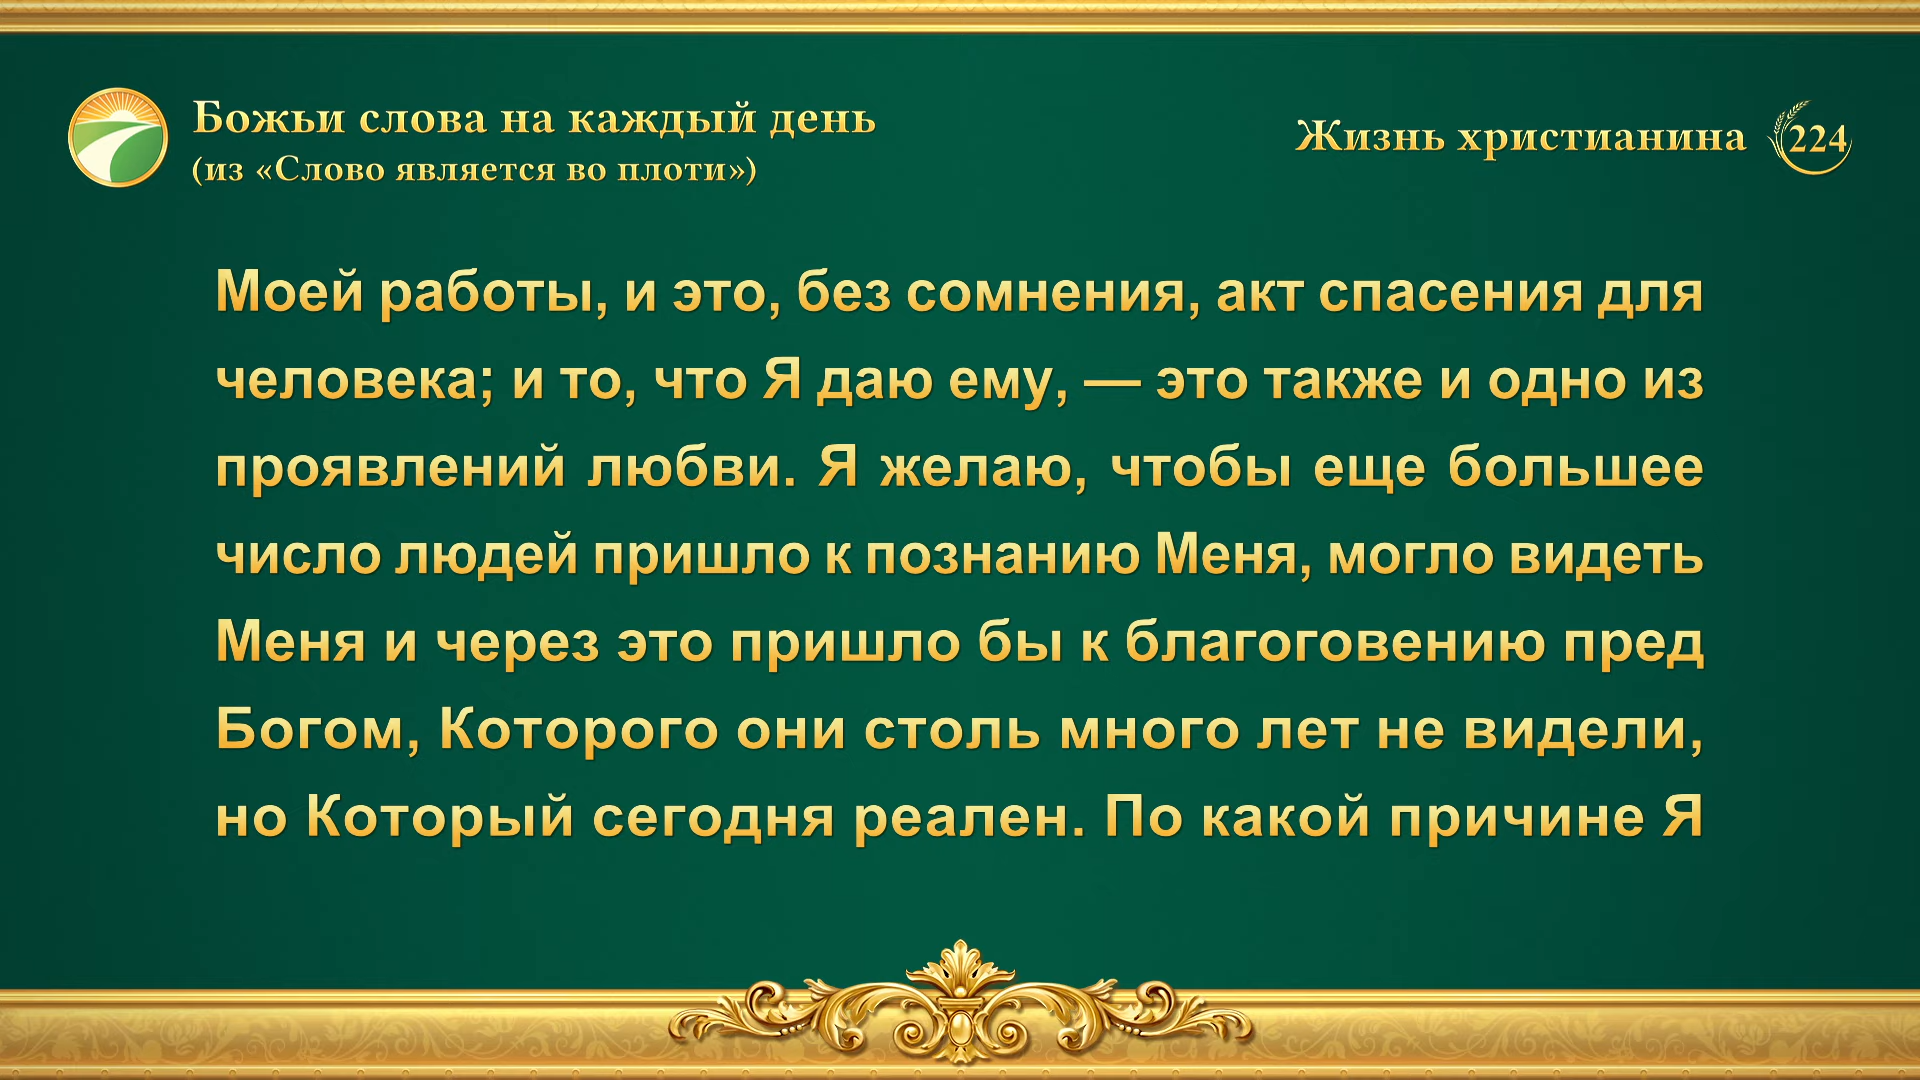 Божьи слова на каждый день
(из «Слово является во плоти»)
Жизнь христианина 224
Моей работы, и это, без сомнения, акт спасения для
человека; и то, что Я даю ему, — это также и одно из
проявлений любви. Я желаю, чтобы еще большее
число людей пришло к познанию Меня, могло видеть
Меня и через это пришло бы к благоговению пред
Богом, Которого они столь много лет не видели,
но Который сегодня реален. По какой причине Я